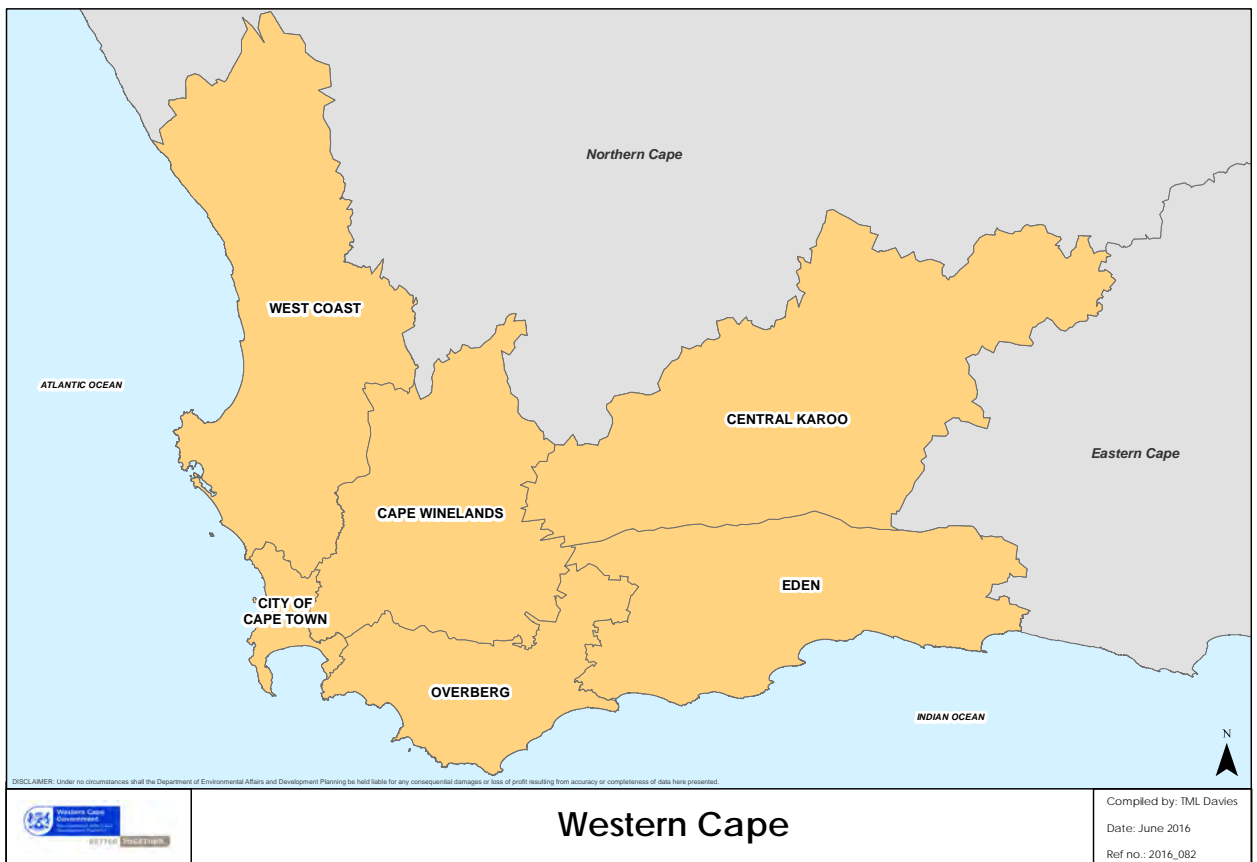 Northern Cape
WEST COAST
ATLANTIC OCEAN
CENTRAL KAROO
Eastern Cape
CAPE WINELANDS
EDEN
CITY OF
CAPE TOWN
OVERBERG
INDIAN OCEAN
N
DISCLAIMER: Under no circumstances shall the Department of Environmental Affairs and Development Planning be held liable for any consequential damages or loss of profit resulting from accuracy or completeness of data here presented.
Western Cape
Government
BETTER TOGETHER.
Western Cape
Compiled by: TML Davies
Date: June 2016
Ref no.: 2016_082